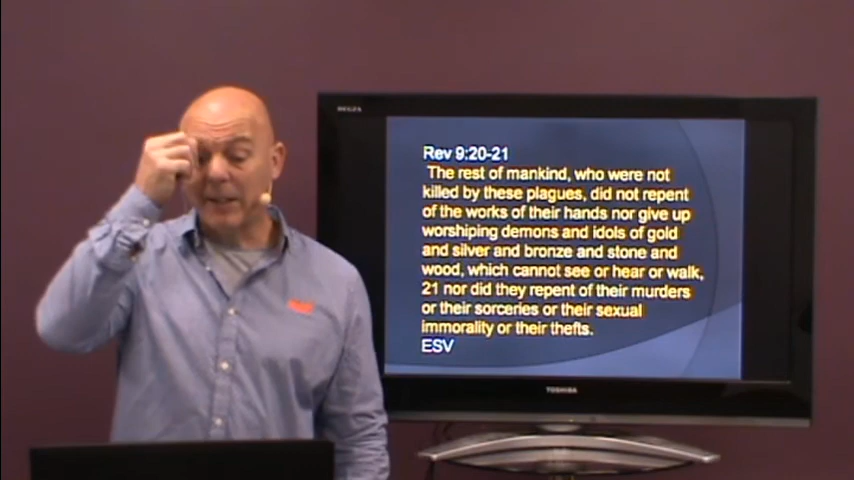 REGZA
Rev 9:20-21
The rest of mankind, who were not
killed by these plagues, did not repent
of the works of their hands nor give up
worshiping demons and idols of gold
and silver and bronze and stone and
wood, which cannot see or hear or walk,
21 nor did they repent of their murders
or their sorceries or their sexual
immorality or their thefts.
ESV
TOSHIBA